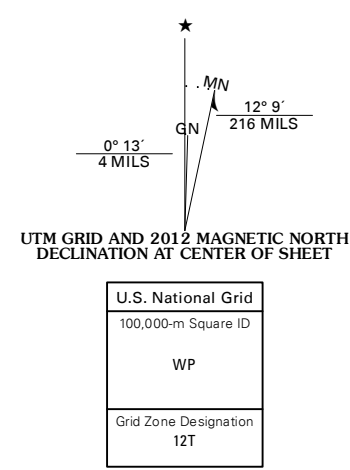 ★
MN
12° 9´
216 MILS
GN
0° 13´
4 MILS
UTM GRID AND 2012 MAGNETIC NORTH
DECLINATION AT CENTER OF SHEET
U.S. National Grid
100,000-m Square ID
WP
Grid Zone Designation
12T